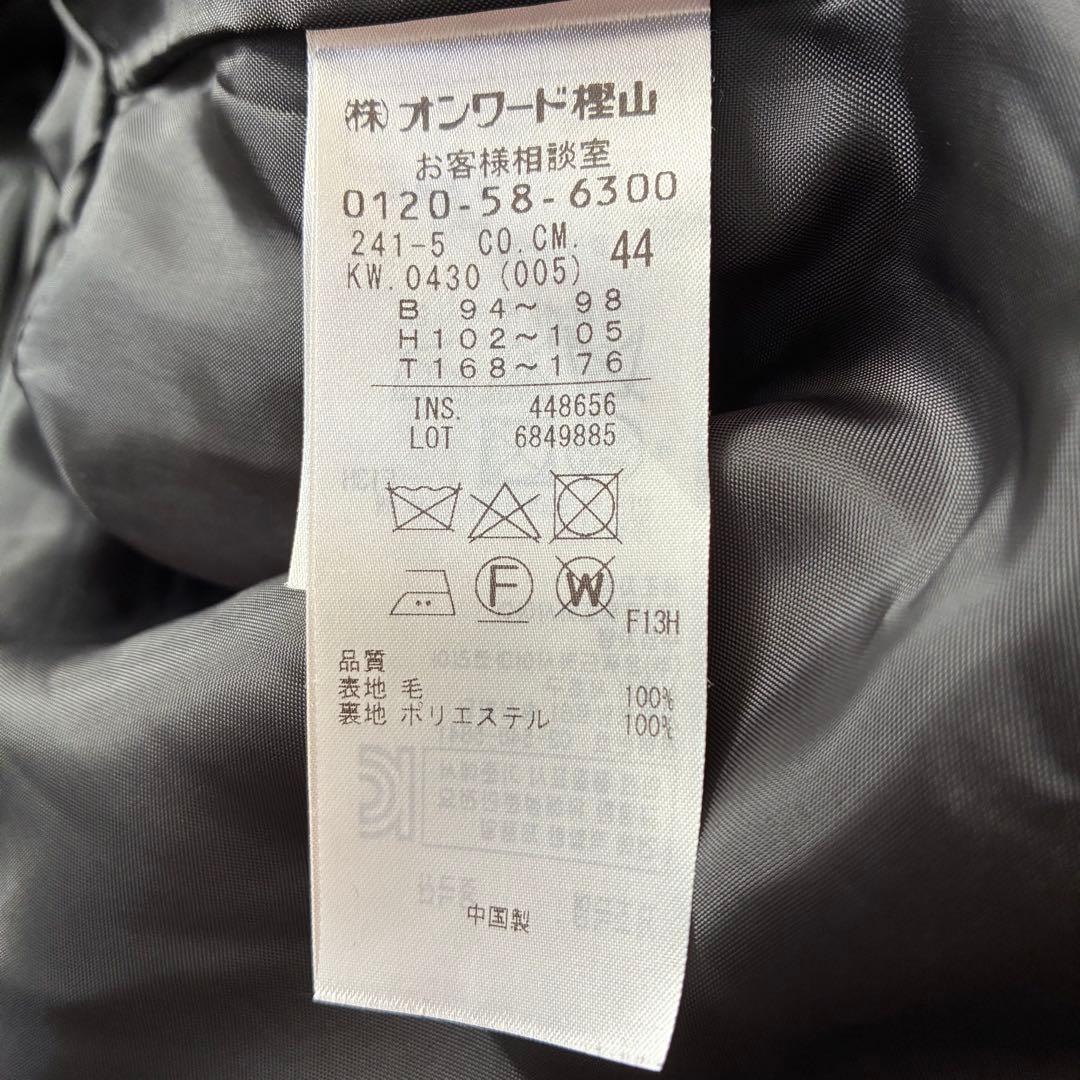 (株)オンワード樫山
お客様相談室
0120-58-6300
241-5 CO.CM. 44
KW.0430 (005)
B 94~ 98
H102~105
T168~176
INS. 448656
LOT 6849885
F W
F13H
品質
表地 毛 100%
裏地 ポリエステル 100%
中国製